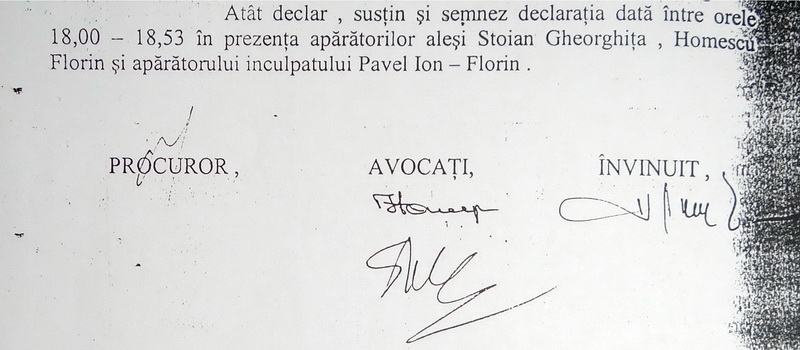 Atât declar , susțin și semnez declarația dată între orele
18,00 – 18,53 în prezența apărătorilor aleși Stoian Gheorghița , Homescu
Florin și apărătorului inculpatului Pavel Ion – Florin .
PROCUROR , AVOCAȚI, ÎNVINUIT ,